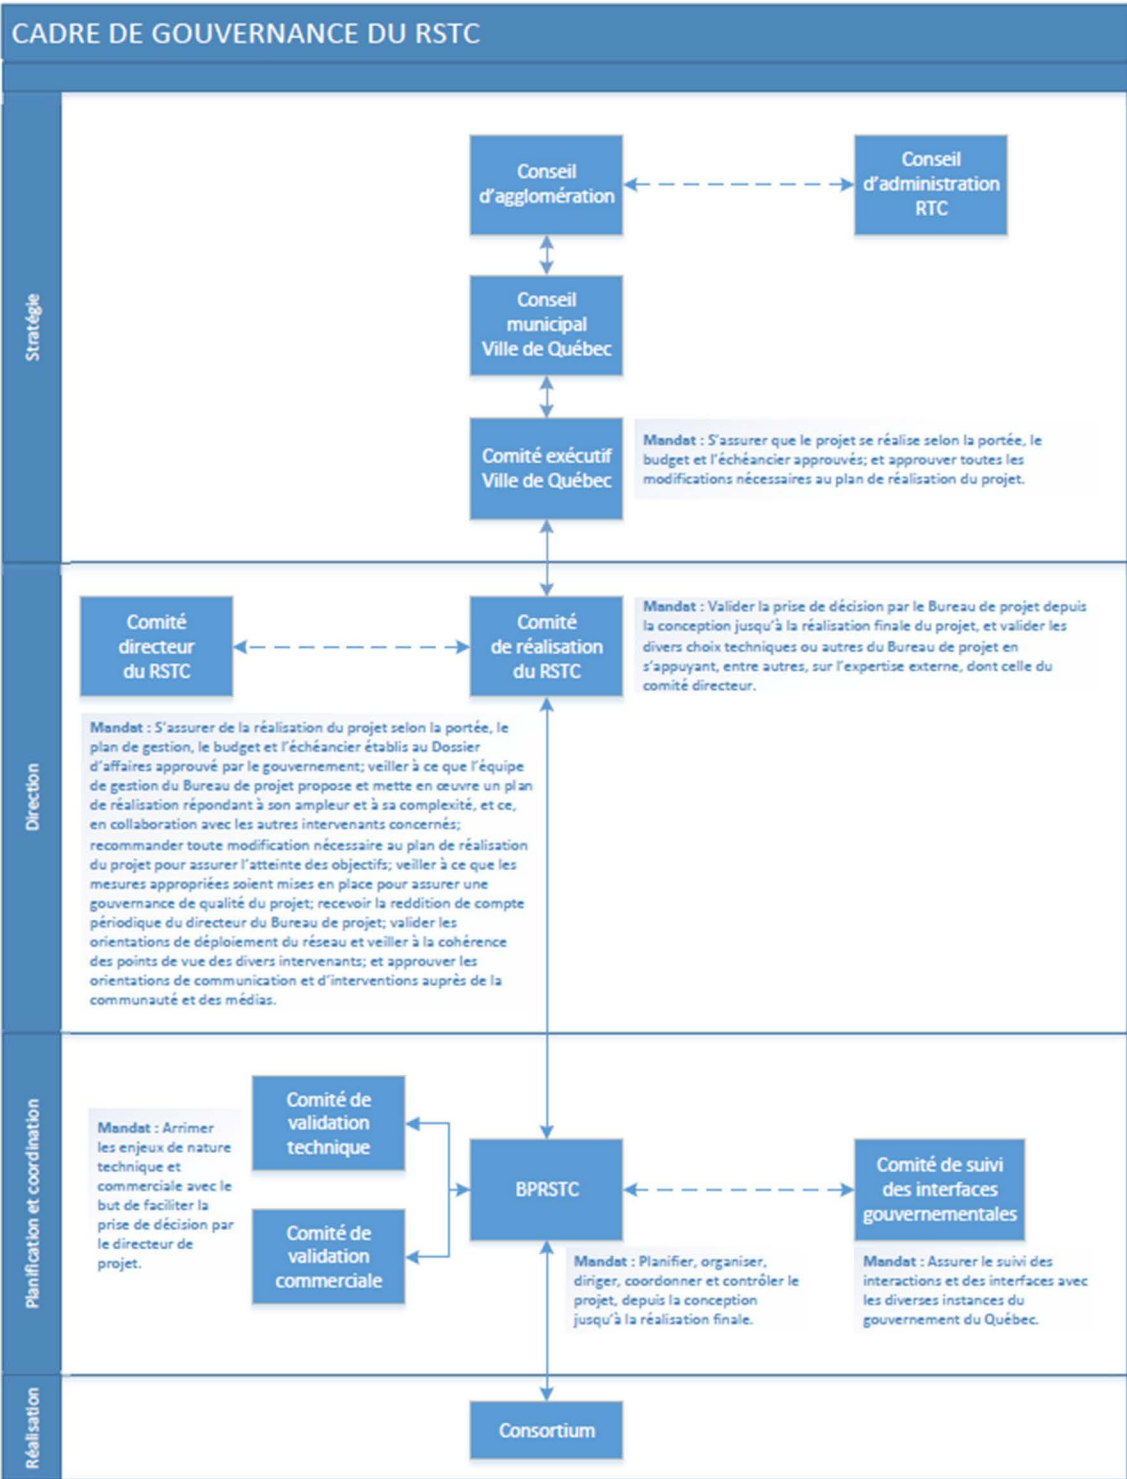 CADRE DE GOUVERNANCE DU RSTC
Stratégie
Conseil
d'agglomération
Conseil
d'administration
RTC
Conseil
municipal
Ville de Québec
Comité exécutif
Ville de Québec
Mandat : S'assurer que le projet se réalise selon la portée, le
budget et l'échéancier approuvés; et approuver toutes les
modifications nécessaires au plan de réalisation du projet.
Direction
Comité
directeur
du RSTC
Comité
de réalisation
du RSTC
Mandat : Valider la prise de décision par le Bureau de projet depuis
la conception jusqu'à la réalisation finale du projet, et valider les
divers choix techniques ou autres du Bureau de projet en
s'appuyant, entre autres, sur l'expertise externe, dont celle du
comité directeur.
Mandat : S'assurer de la réalisation du projet selon la portée, le
plan de gestion, le budget et l'échéancier établis au Dossier
d'affaires approuvé par le gouvernement; veiller à ce que l'équipe
de gestion du Bureau de projet propose et mette en œuvre un plan
de réalisation répondant à son ampleur et à sa complexité, et ce,
en collaboration avec les autres intervenants concernés;
recommander toute modification nécessaire au plan de réalisation
du projet pour assurer l'atteinte des objectifs; veiller à ce que les
mesures appropriées soient mises en place pour assurer une
gouvernance de qualité du projet; recevoir la reddition de compte
périodique du directeur du Bureau de projet; valider les
orientations de déploiement du réseau et veiller à la cohérence
des points de vue des divers intervenants; et approuver les
orientations de communication et d'interventions auprès de la
communauté et des médias.
Planification et coordination
Mandat : Arrimer
les enjeux de nature
technique et
commerciale avec le
but de faciliter la
prise de décision par
le directeur de
projet.
Comité de
validation
technique
Comité de
validation
commerciale
BPRSTC
Mandat : Planifier, organiser,
diriger, coordonner et contrôler le
projet, depuis la conception
jusqu'à la réalisation finale.
Comité de suivi
des interfaces
gouvernementales
Mandat : Assurer le suivi des
interactions et des interfaces avec
les diverses instances du
gouvernement du Québec.
Réalisation
Consortium